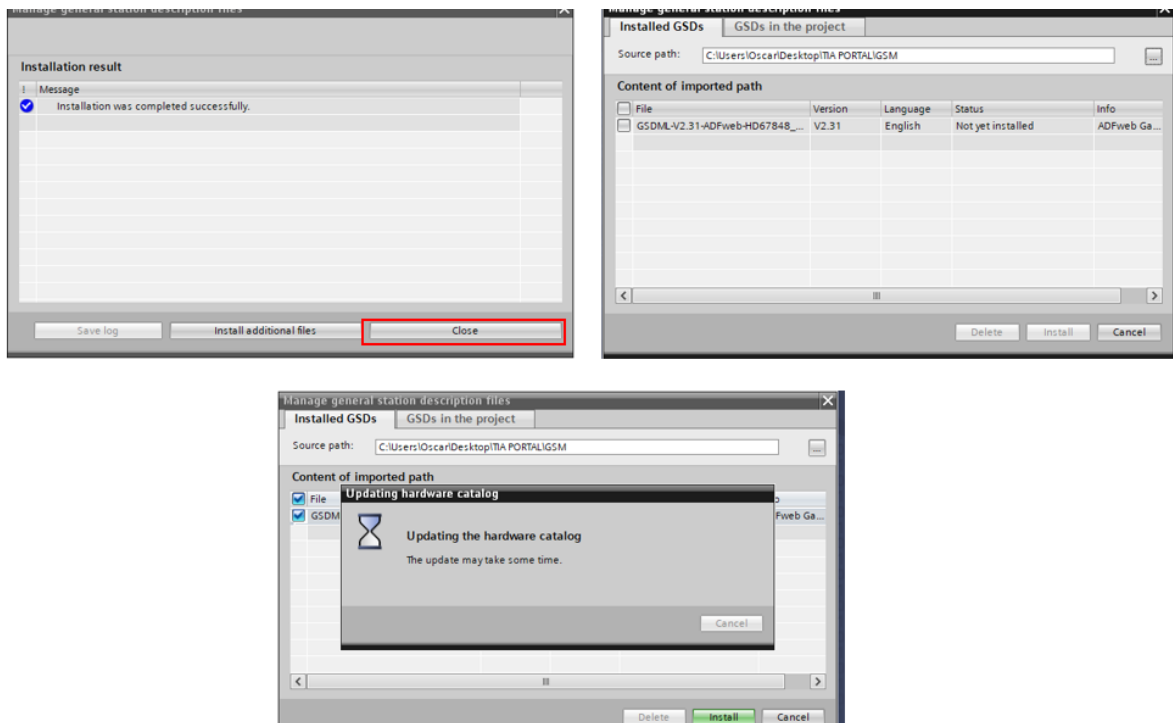 Manage general station description files
Installation result
! Message
Installation was completed successfully.
Save log Install additional files Close
Manage general station description files
Installed GSDs GSDs in the project
Source path: C:\Users\Oscar\Desktop\TIA PORTAL\GSM ...
Content of imported path
File Version Language Status Info
GSDML-V2.31-ADFweb-HD67848_... V2.31 English Not yet installed ADFweb Ga...
Delete Install Cancel
Manage general station description files
Installed GSDs GSDs in the project
Source path: C:\Users\Oscar\Desktop\TIA PORTAL\GSM ...
Content of imported path
File
GSDM
Fweb Ga...
Updating hardware catalog
Updating the hardware catalog
The update may take some time.
Cancel
Delete Install Cancel